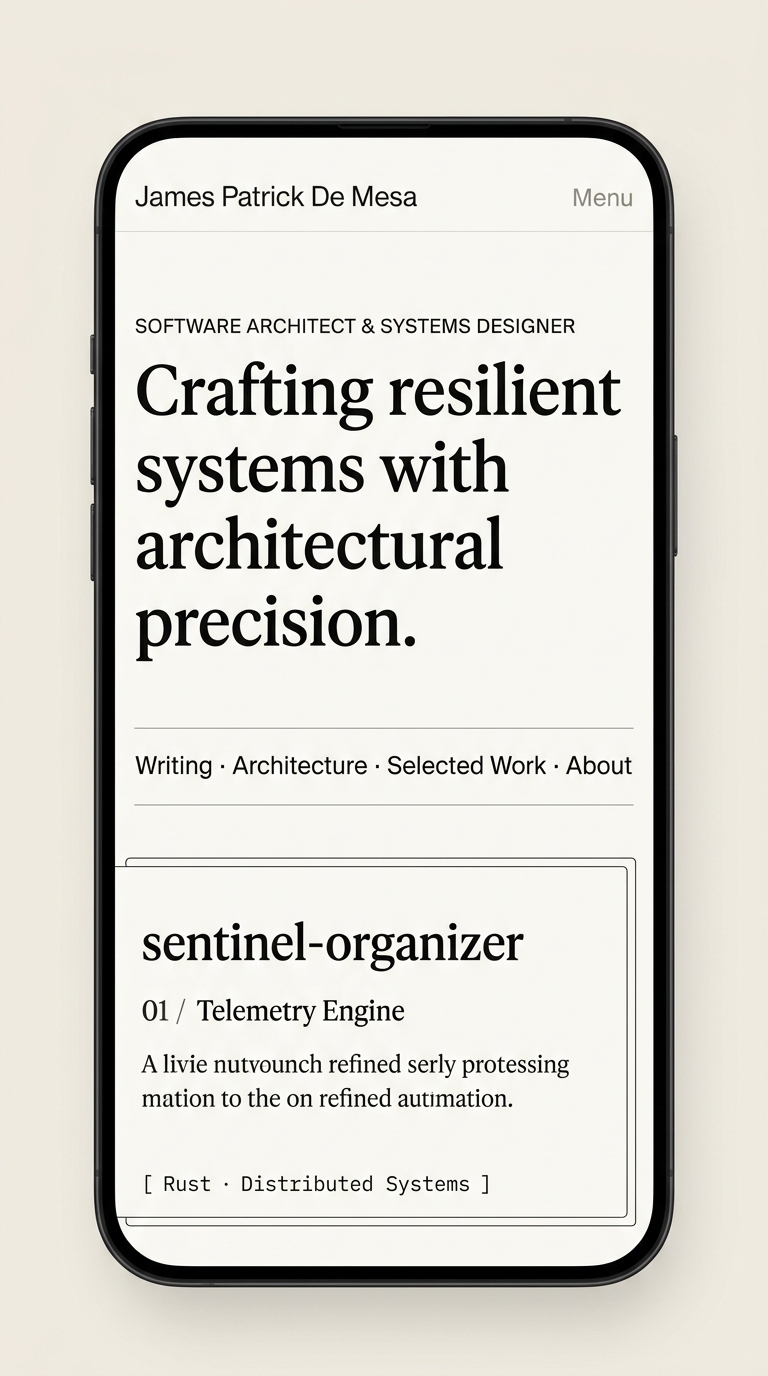 James Patrick De Mesa
Menu
SOFTWARE ARCHITECT & SYSTEMS DESIGNER
Crafting resilient
systems with
architectural
precision.
Writing · Architecture · Selected Work · About
sentinel-organizer
01 / Telemetry Engine
A livie nutvounch refined serly protessing
mation to the on refined autımation.
[ Rust · Distributed Systems ]